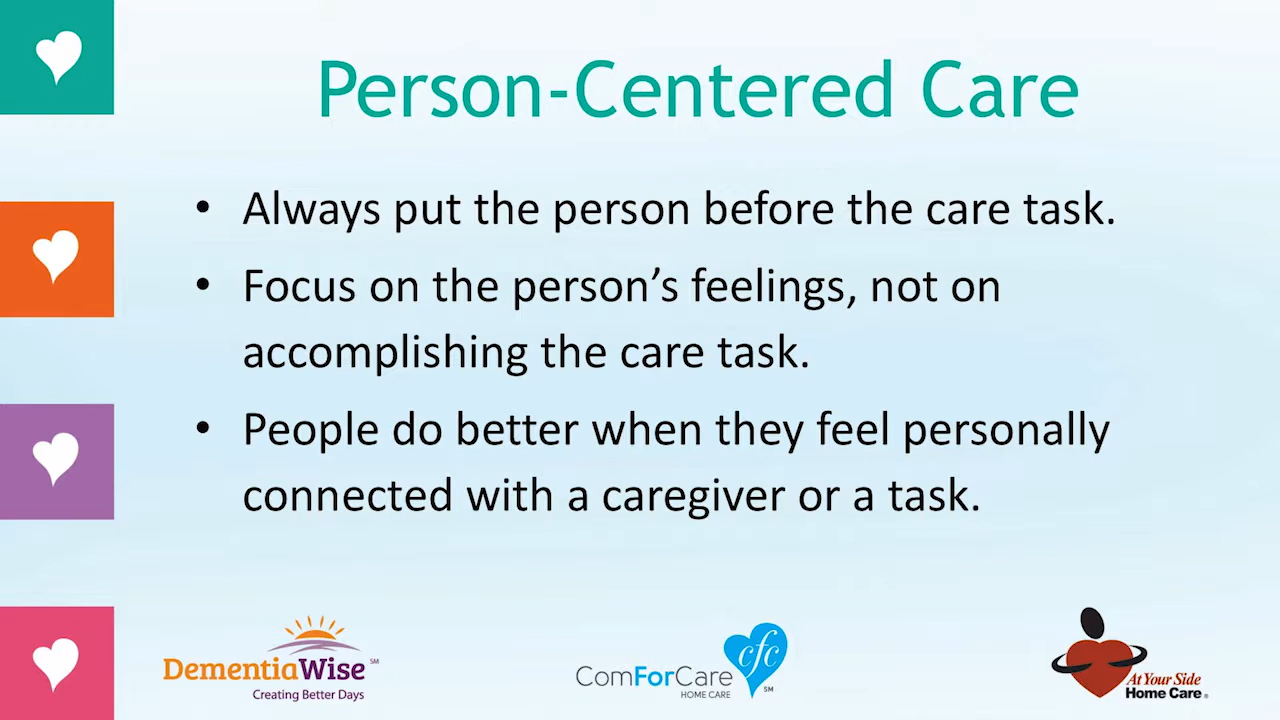 Person-Centered Care
• Always put the person before the care task.
• Focus on the person’s feelings, not on
accomplishing the care task.
• People do better when they feel personally
connected with a caregiver or a task.
DementiaWise SM
Creating Better Days
ComForCare
HOME CARE
cfc SM
At Your Side
Home Care®